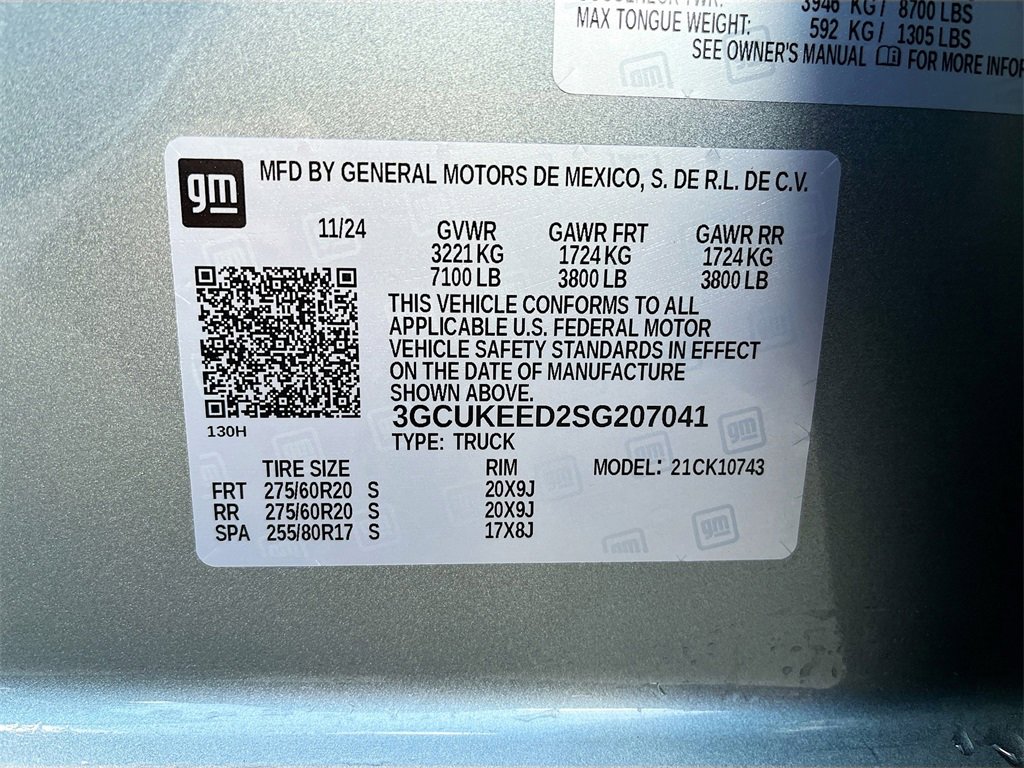 3946 KG / 8700 LBS
MAX TONGUE WEIGHT: 592 KG / 1305 LBS
SEE OWNER'S MANUAL FOR MORE
gm
MFD BY GENERAL MOTORS DE MEXICO, S. DE R.L. DE C.V.
11/24 GVWR GAWR FRT GAWR RR
3221 KG 1724 KG 1724 KG
7100 LB 3800 LB 3800 LB
THIS VEHICLE CONFORMS TO ALL
APPLICABLE U.S. FEDERAL MOTOR
VEHICLE SAFETY STANDARDS IN EFFECT
ON THE DATE OF MANUFACTURE
SHOWN ABOVE.
3GCUKEED2SG207041
130H
TYPE: TRUCK
TIRE SIZE RIM MODEL: 21CK10743
FRT 275/60R20 S 20X9J
RR 275/60R20 S 20X9J
SPA 255/80R17 S 17X8J